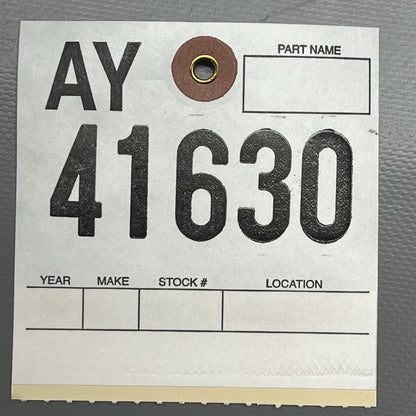 AY
PART NAME
41630
YEAR MAKE STOCK # LOCATION